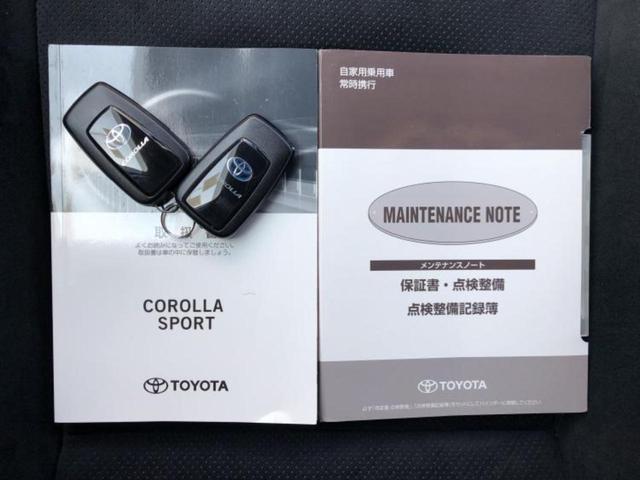 COROLLA
COROLLA
取扱
よくお読みになってご使用ください。
取扱書は車の中に保管しましょう。
COROLLA
SPORT
TOYOTA
自家用乗用車
常時携行
MAINTENANCE NOTE
メンテナンスノート
保証書・点検整備
点検整備記録簿
TOYOTA